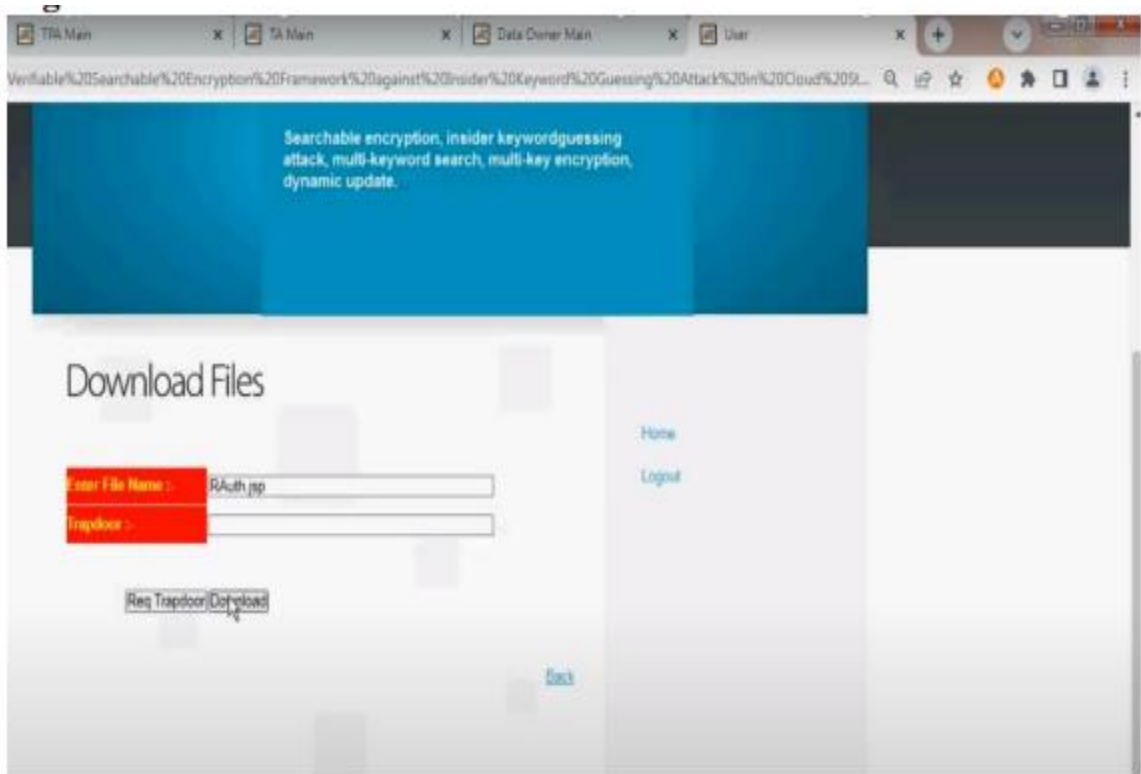 TPA Main
TA Main
Data Owner Main
User
Verifiable%20Searchable%20Encryption%20Framework%20against%20Insider%20Keyword%20Guessing%20Attack%20in%20Cloud%20St...
Searchable encryption, insider keywordguessing
attack, multi-keyword search, multi-key encryption,
dynamic update.
Download Files
Home
Enter File Name :-
RAuth.jsp
Logout
Trapdoor :-
Req Trapdoor
Download
Back